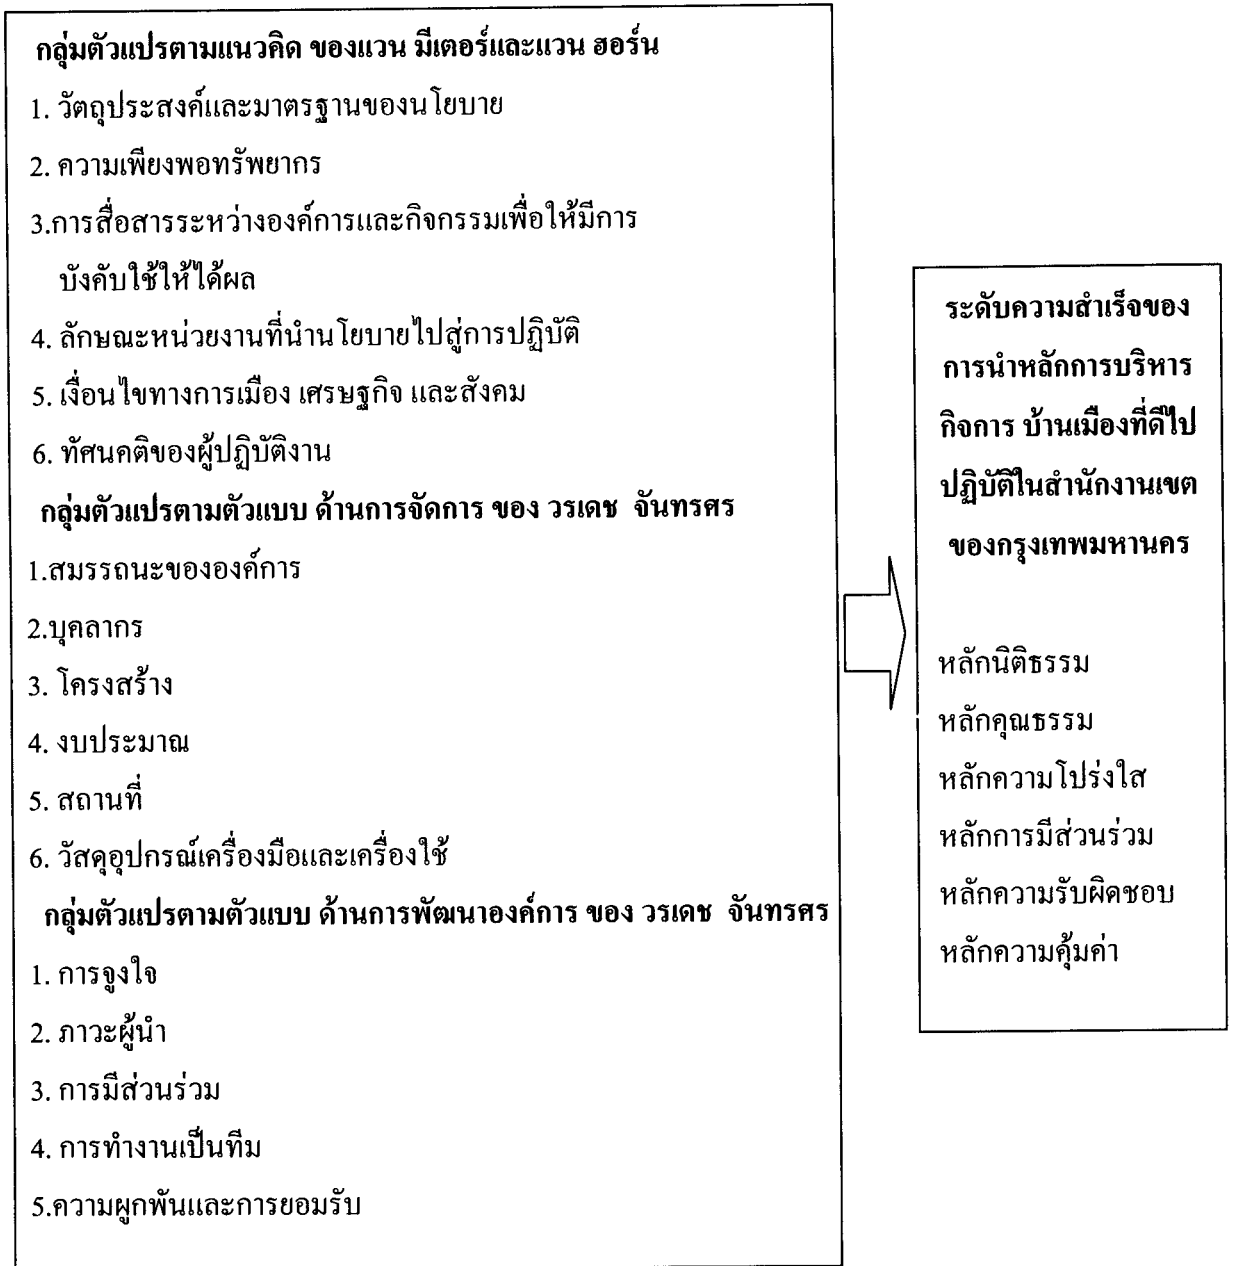 กลุ่มตัวแปรตามแนวคิด ของแวน มีเตอร์และแวน ฮอร์น
1. วัตถุประสงค์และมาตรฐานของนโยบาย
2. ความเพียงพอทรัพยากร
3.การสื่อสารระหว่างองค์การและกิจกรรมเพื่อให้มีการ
บังคับใช้ให้ได้ผล
4. ลักษณะหน่วยงานที่นำนโยบายไปสู่การปฏิบัติ
5. เงื่อนไขทางการเมือง เศรษฐกิจ และสังคม
6. ทัศนคติของผู้ปฏิบัติงาน
กลุ่มตัวแปรตามตัวแบบ ด้านการจัดการ ของ วรเดช จันทรศร
1.สมรรถนะขององค์การ
2.บุคลากร
3. โครงสร้าง
4. งบประมาณ
5. สถานที่
6. วัสดุอุปกรณ์เครื่องมือและเครื่องใช้
กลุ่มตัวแปรตามตัวแบบ ด้านการพัฒนาองค์การ ของ วรเดช จันทรศร
1. การจูงใจ
2. ภาวะผู้นำ
3. การมีส่วนร่วม
4. การทำงานเป็นทีม
5.ความผูกพันและการยอมรับ
ระดับความสำเร็จของ
การนำหลักการบริหาร
กิจการ บ้านเมืองที่ดีไป
ปฏิบัติในสำนักงานเขต
ของกรุงเทพมหานคร
หลักนิติธรรม
หลักคุณธรรม
หลักความโปร่งใส
หลักการมีส่วนร่วม
หลักความรับผิดชอบ
หลักความคุ้มค่า